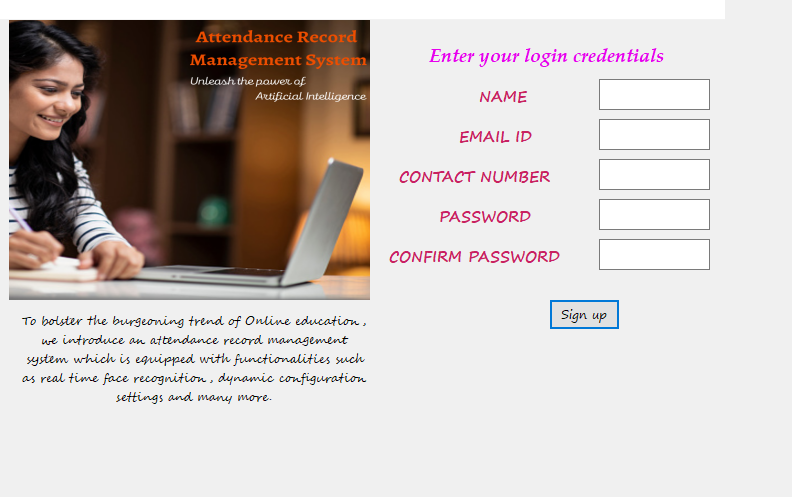 Attendance Record
Management System
Unleash the power of
Artificial Intelligence
To bolster the burgeoning trend of Online education ,
we introduce an attendance record management
system which is equipped with functionalities such
as real time face recognition , dynamic configuration
settings and many more.
Enter your login credentials
NAME
EMAIL ID
CONTACT NUMBER
PASSWORD
CONFIRM PASSWORD
Sign up